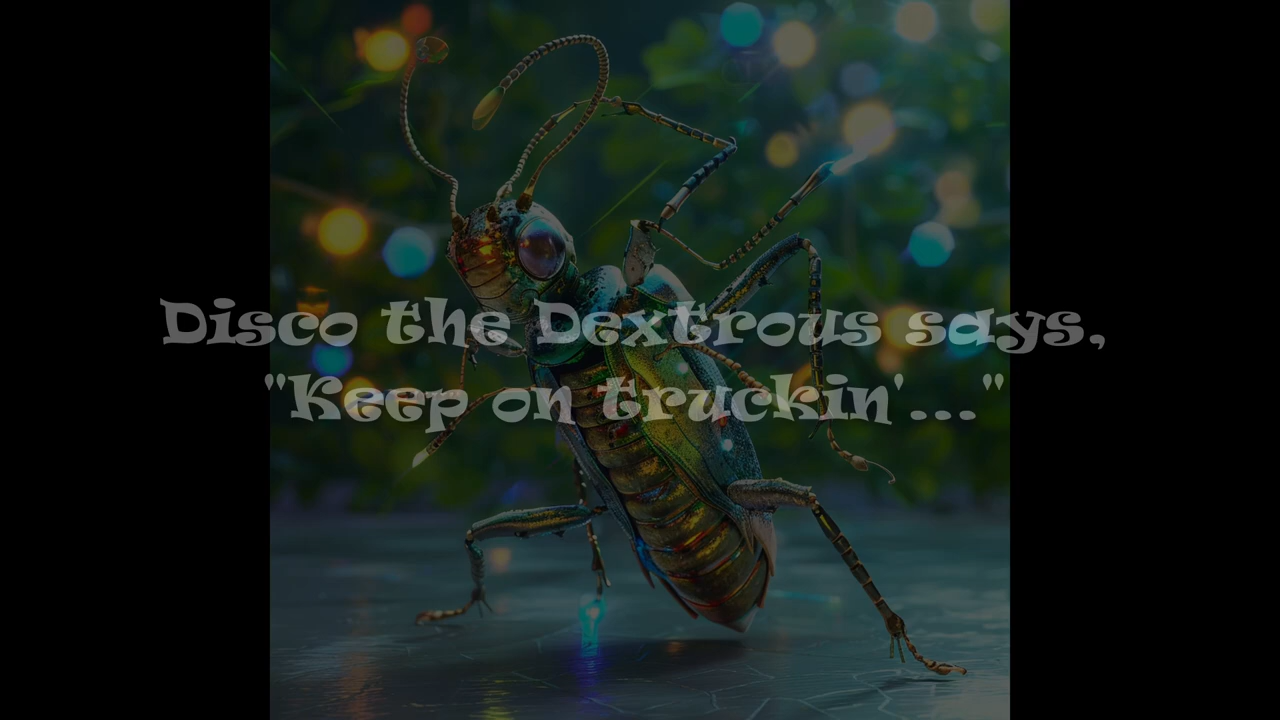 Disco the Dextrous says,
"Keep on truckin'..."